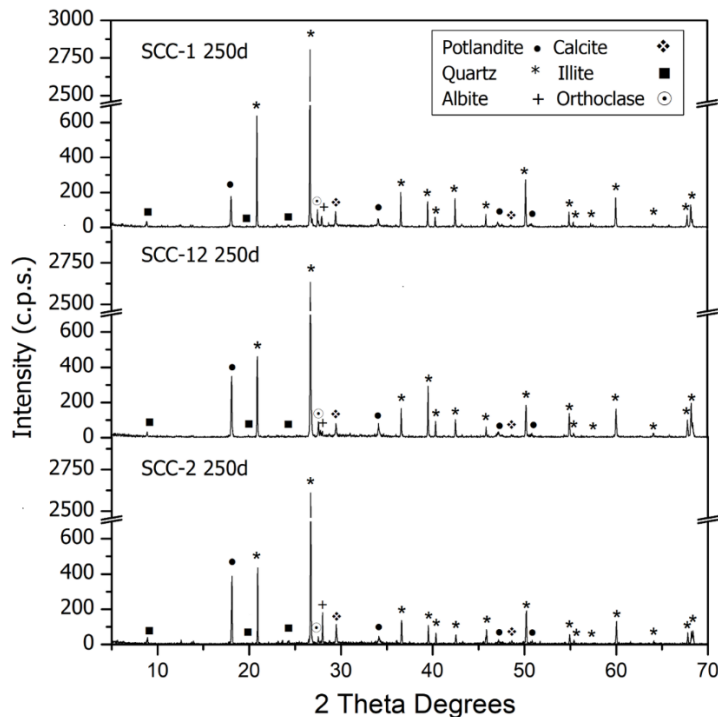 SCC-1 250d
Potlandite ● Calcite ❖
Quartz * Illite ■
Albite + Orthoclase ☉
3000
2750
2500
600
400
200
0
SCC-12 250d
2750
2500
600
400
200
0
SCC-2 250d
2750
2500
600
400
200
0
Intensity (c.p.s.)
10 20 30 40 50 60 70
2 Theta Degrees